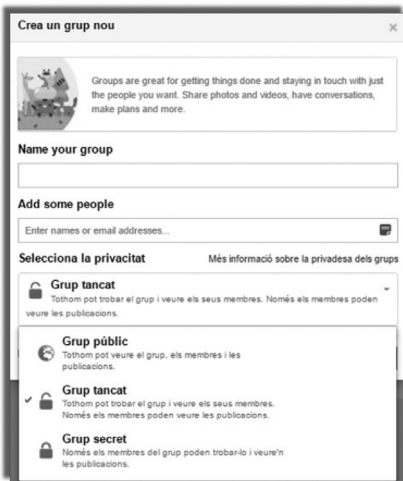 Crea un grup nou ×
Groups are great for getting things done and staying in touch with just
the people you want. Share photos and videos, have conversations,
make plans and more.
Name your group
Add some people
Enter names or email addresses...
Selecciona la privacitat Més informació sobre la privadesa dels grups
Grup tancat
Tothom pot trobar el grup i veure els seus membres. Només els membres poden
veure les publicacions.
Grup públic
Tothom pot veure el grup, els membres i les
publicacions.
Grup tancat
Tothom pot trobar el grup i veure els seus membres.
Només els membres poden veure les publicacions.
Grup secret
Només els membres del grup poden trobar-lo i veure'n
les publicacions.